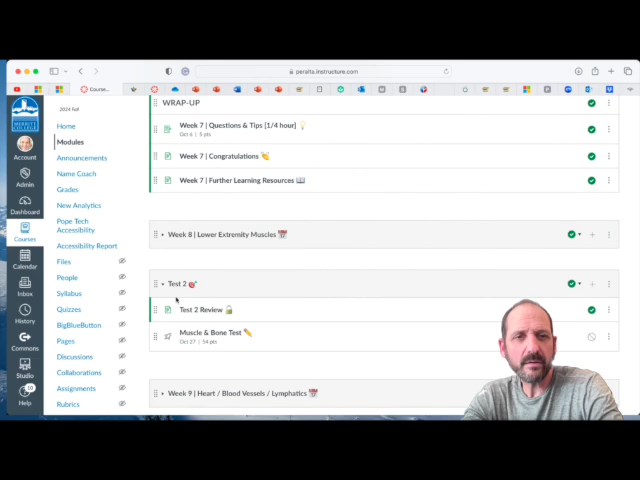 peralta.instructure.com
Course...
2024 Fall
MERRITT
COLLEGE
Account
Admin
Dashboard
Courses
Calendar
Inbox
History
Commons
Studio
10
Help
Home
Modules
Announcements
Name Coach
Grades
New Analytics
Pope Tech
Accessibility
Accessibility Report
Files
People
Syllabus
Quizzes
BigBlueButton
Pages
Discussions
Collaborations
Assignments
Rubrics
WRAP-UP
Week 7 | Questions & Tips [1/4 hour]
Oct 6 | 5 pts
Week 7 | Congratulations
Week 7 | Further Learning Resources
Week 8 | Lower Extremity Muscles
Test 2
Test 2 Review
Muscle & Bone Test
Oct 27 | 54 pts
Week 9 | Heart / Blood Vessels / Lymphatics